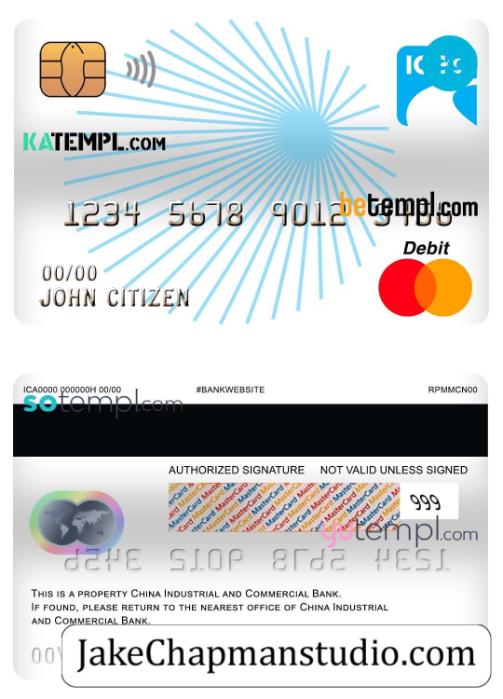 KATEMPL.COM
1234 5678 9012 3456
betempl.com
Debit
00/00
JOHN CITIZEN
ICA0000 000000H 00/00 #BANKWEBSITE RPMMCN00
sotempl.com
AUTHORIZED SIGNATURE NOT VALID UNLESS SIGNED
MasterCard MasterCard MasterCard
999
gotempl.com
THIS IS A PROPERTY CHINA INDUSTRIAL AND COMMERCIAL BANK.
IF FOUND, PLEASE RETURN TO THE NEAREST OFFICE OF CHINA INDUSTRIAL
AND COMMERCIAL BANK.
JakeChapmanstudio.com